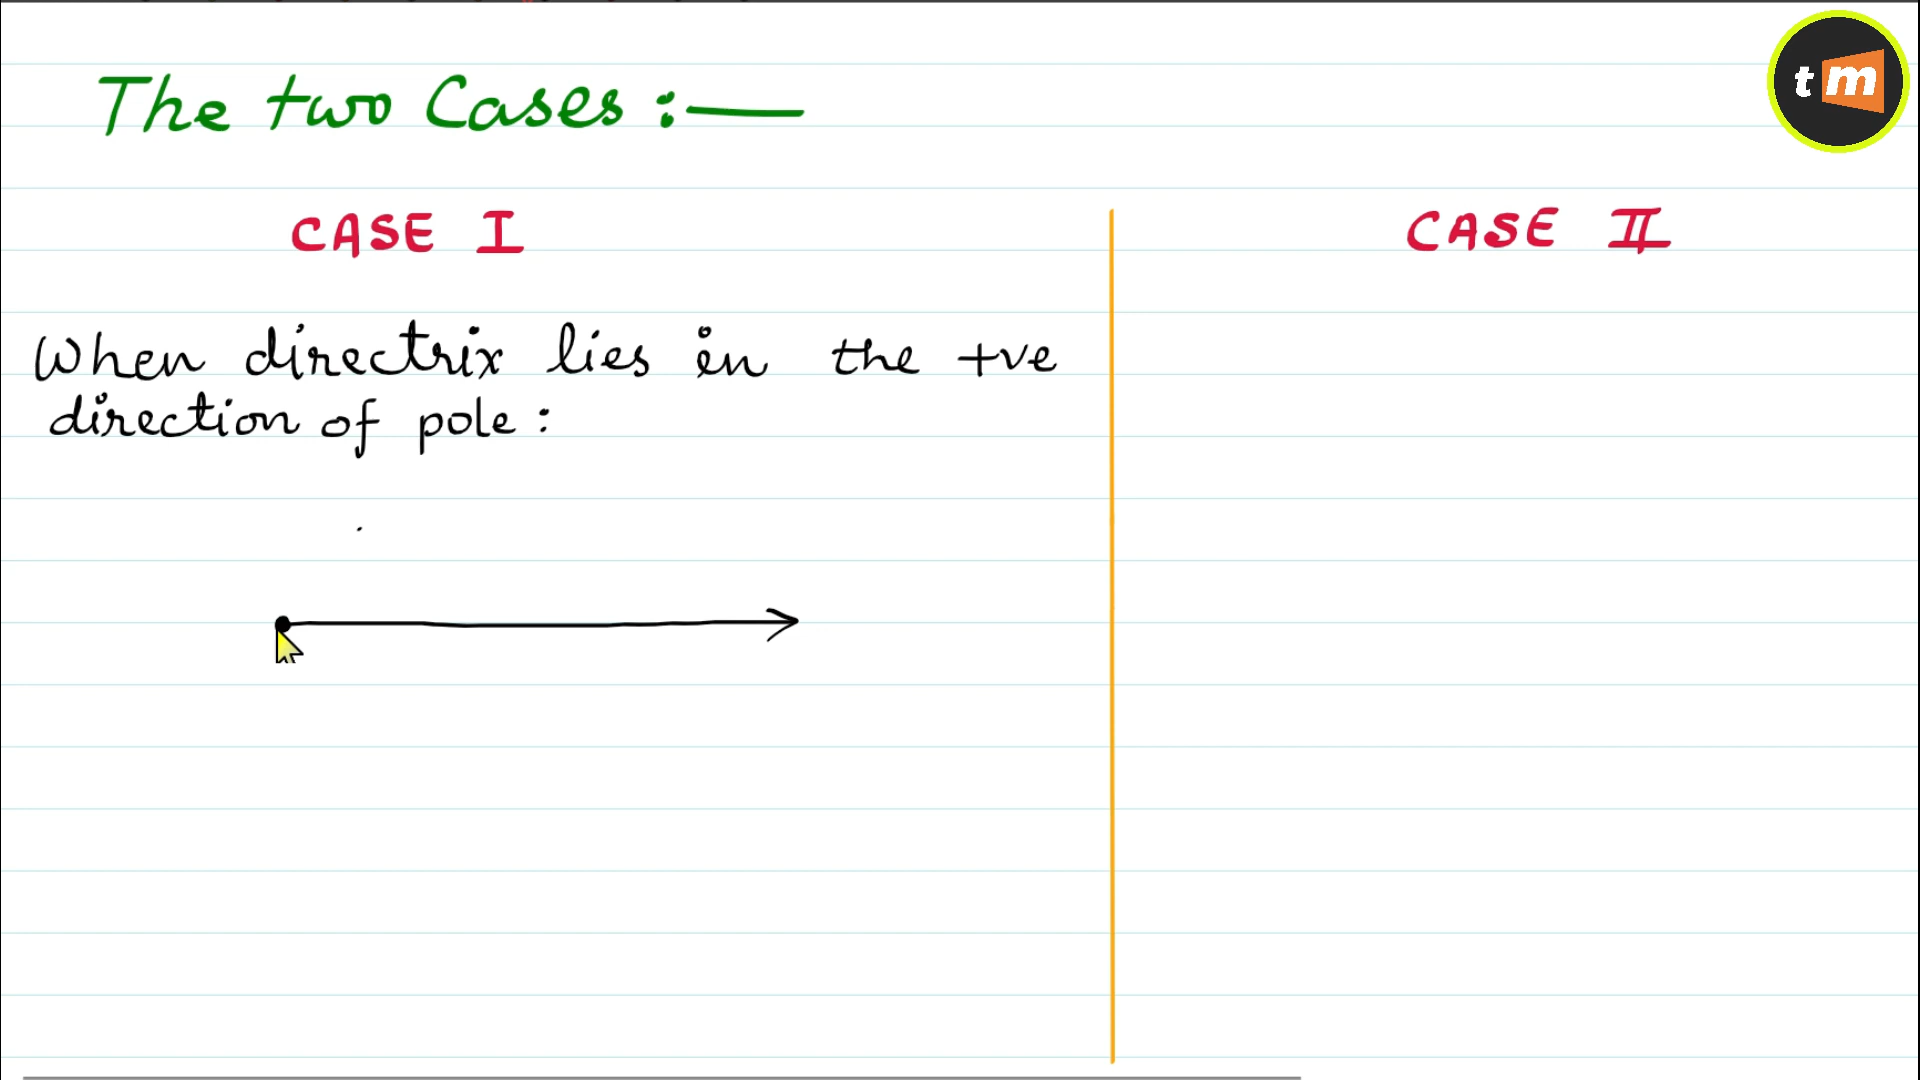 The two Cases :—
CASE I
When directrix lies in the +ve
direction of pole :
CASE II
tm